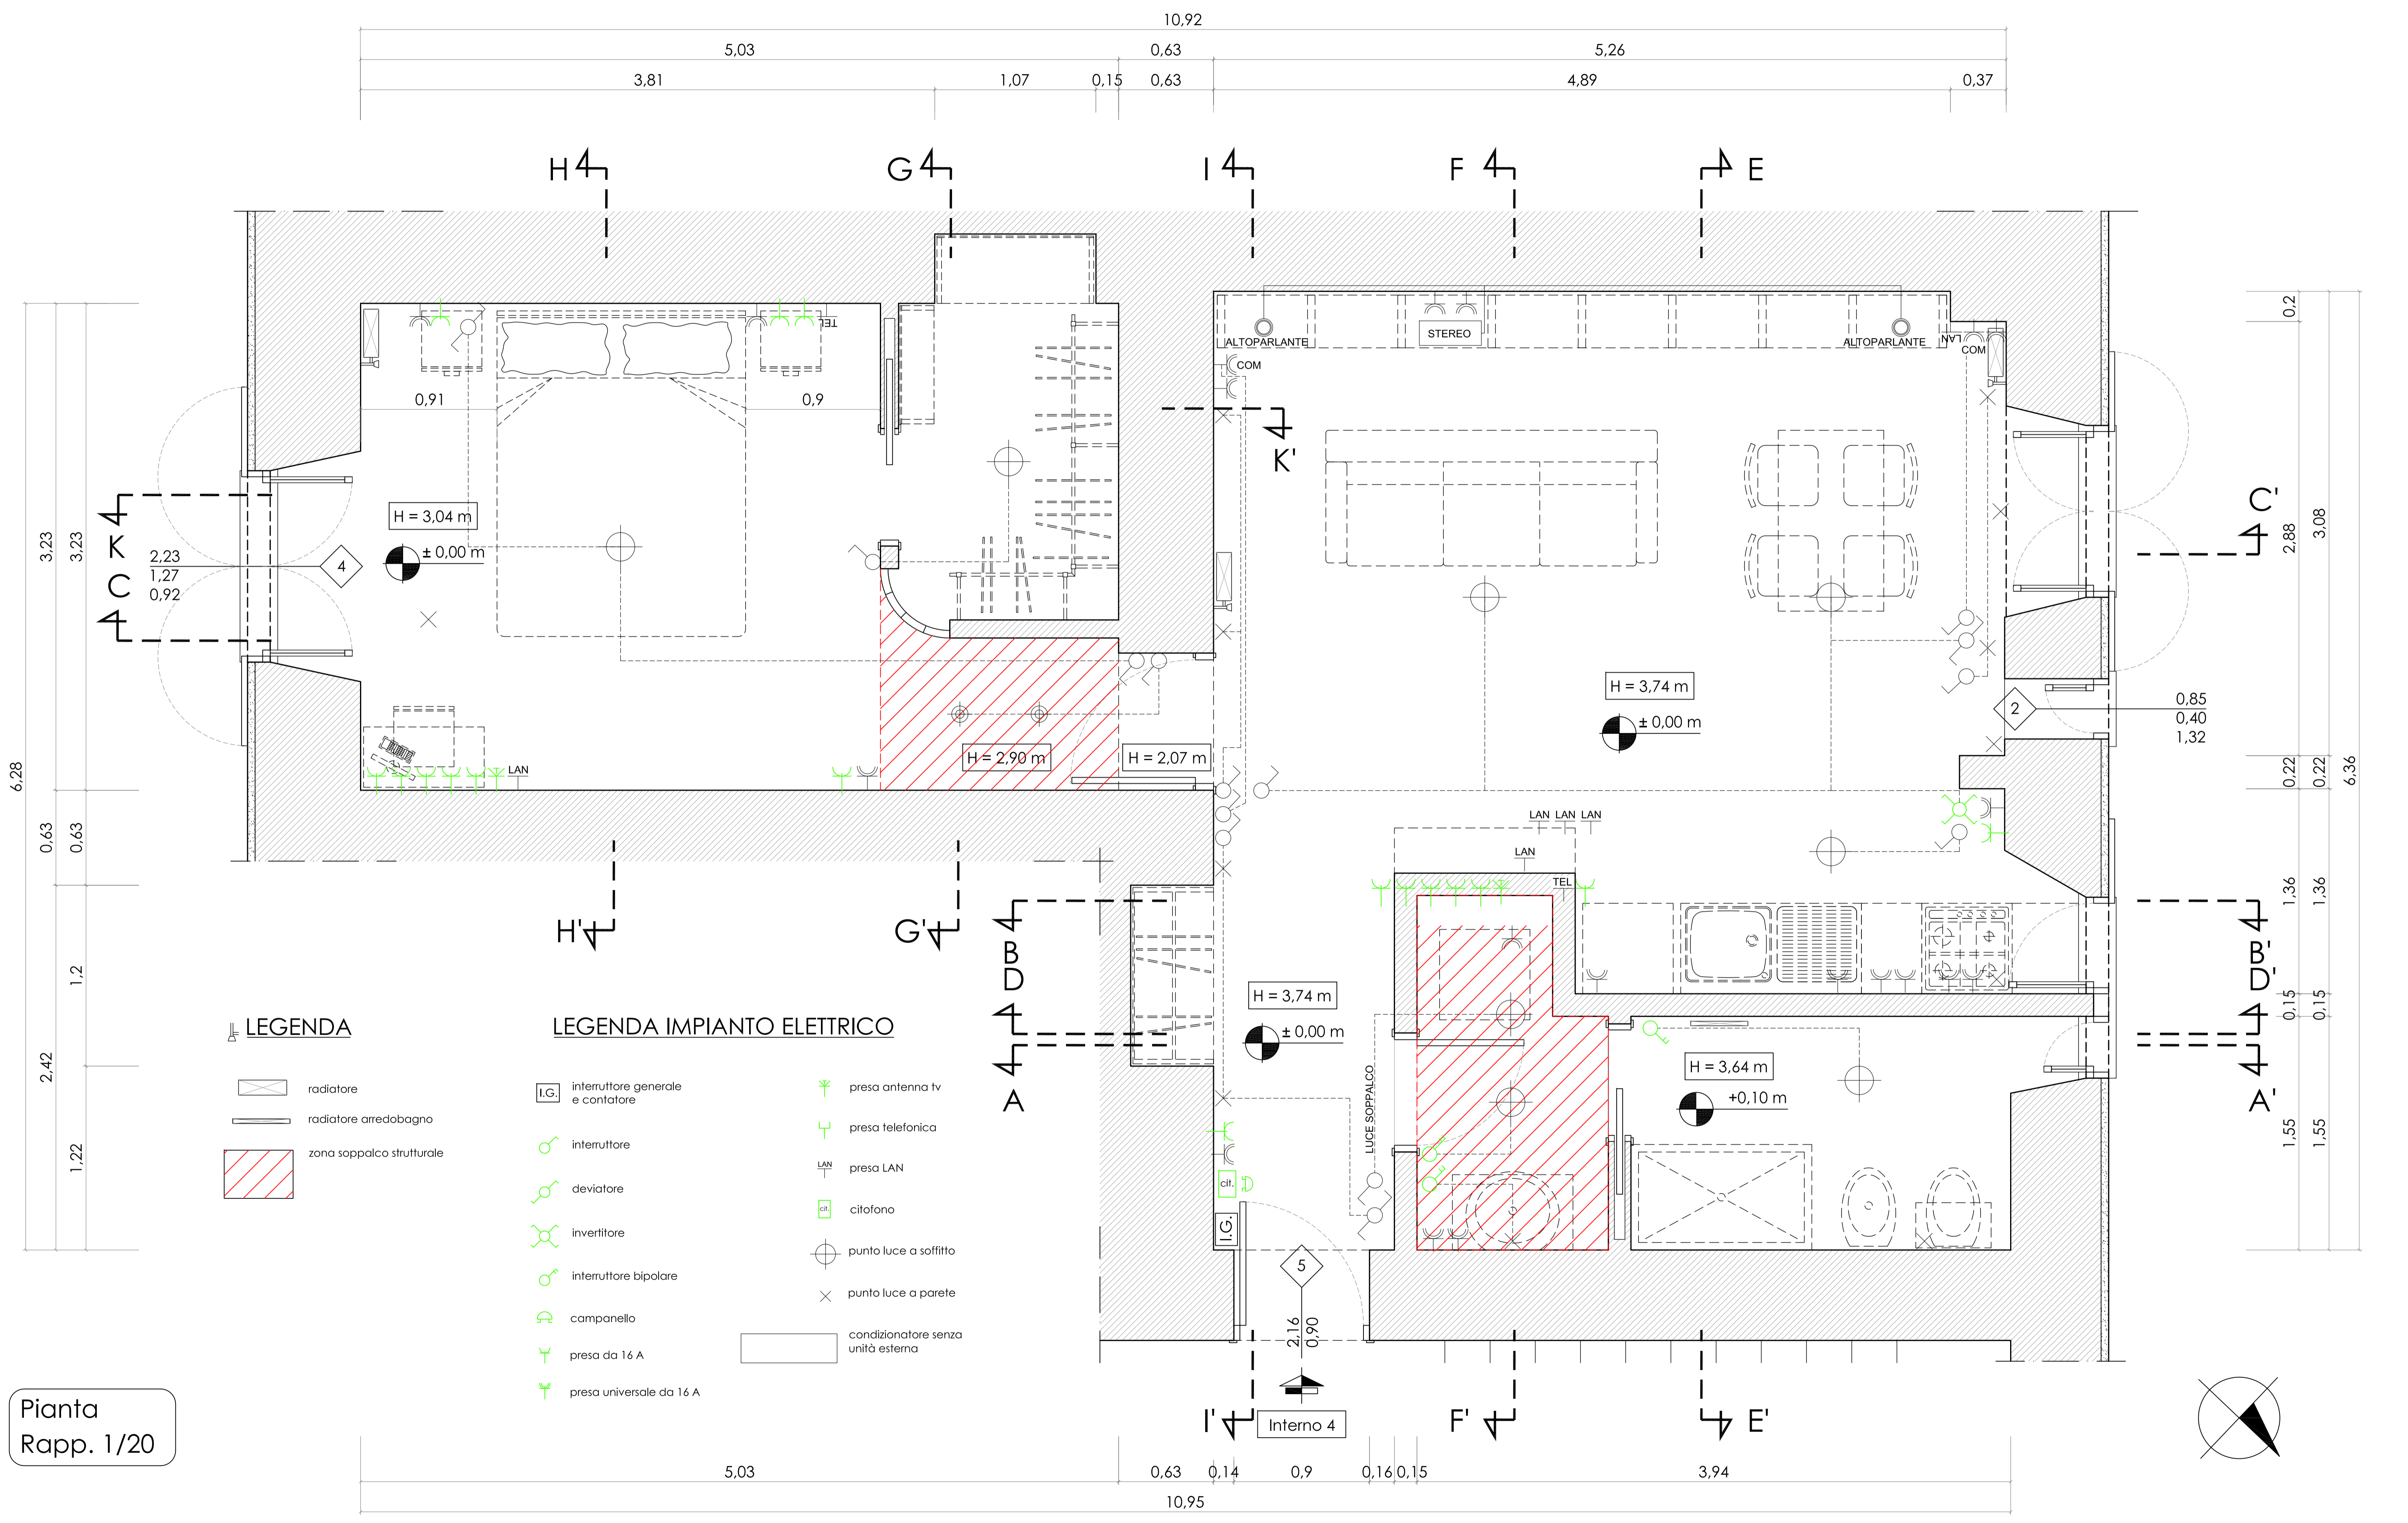 10,92
5,03
0,63
5,26
3,81
1,07
0,15
0,63
4,89
0,37
H
G
I
F
E
TEL
ALTOPARLANTE
STEREO
ALTOPARLANTE
LAN
COM
COM
0,91
0,9
K'
H = 3,04 m
± 0,00 m
K
C
2,23
1,27
0,92
4
C'
H = 3,74 m
± 0,00 m
2
0,85
0,40
1,32
H = 2,90 m
H = 2,07 m
LAN
LAN
LAN
LAN
LAN
TEL
6,28
3,23
3,23
0,63
0,63
1,2
2,42
1,22
0,2
2,88
3,08
0,22
0,22
6,36
1,36
1,36
0,15
0,15
1,55
1,55
H'
G'
B
D
A
B'
D'
A'
H = 3,74 m
± 0,00 m
LUCE SOPPALCO
H = 3,64 m
+0,10 m
cit.
I.G.
5
2,16
0,90
LEGENDA
radiatore
radiatore arredobagno
zona soppalco strutturale
LEGENDA IMPIANTO ELETTRICO
I.G.
interruttore generale
e contatore
interruttore
deviatore
invertitore
interruttore bipolare
campanello
presa da 16 A
presa universale da 16 A
presa antenna tv
presa telefonica
LAN
presa LAN
cit.
citofono
punto luce a soffitto
punto luce a parete
condizionatore senza
unità esterna
Pianta
Rapp. 1/20
I'
Interno 4
F'
E'
5,03
0,63
0,14
0,9
0,16
0,15
3,94
10,95